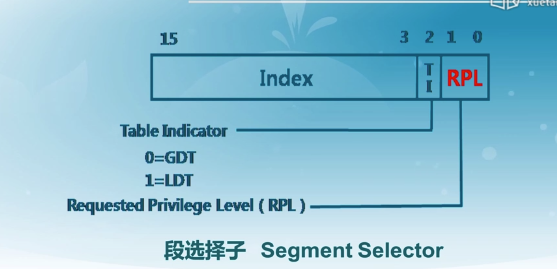 15 3 2 1 0
Index TI RPL
Table Indicator
0=GDT
1=LDT
Requested Privilege Level ( RPL )
段选择子 Segment Selector